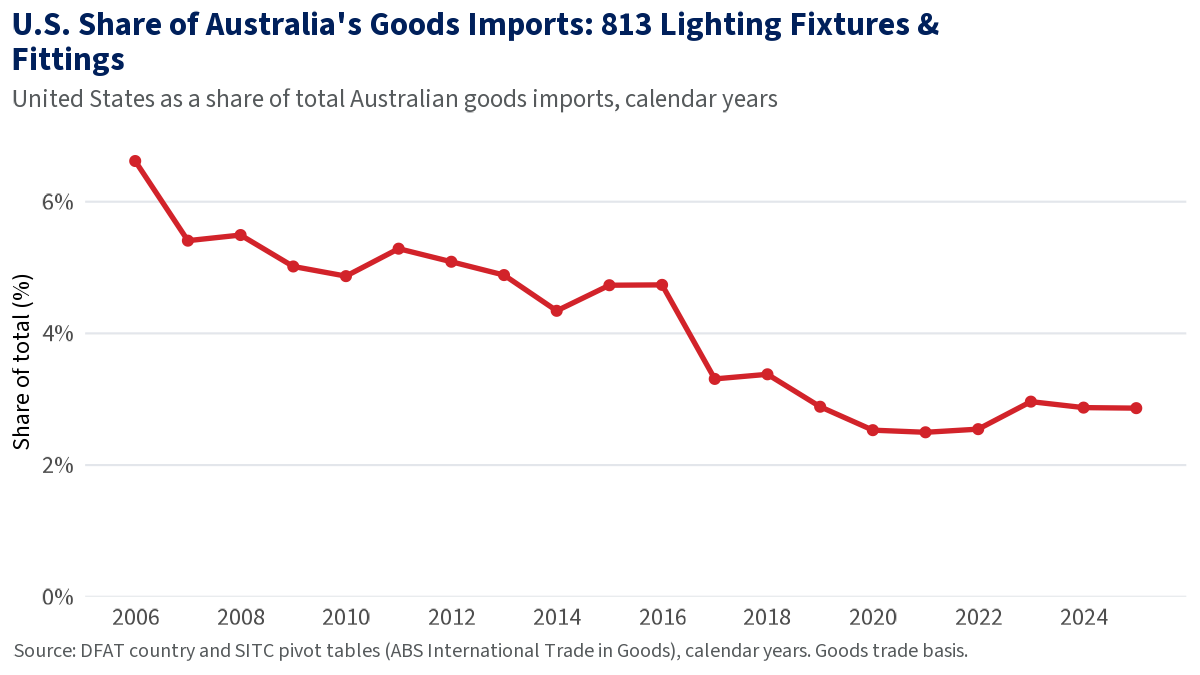 U.S. Share of Australia's Goods Imports: 813 Lighting Fixtures &
Fittings
United States as a share of total Australian goods imports, calendar years
Share of total (%)
6%
4%
2%
0%
2006 2008 2010 2012 2014 2016 2018 2020 2022 2024
Source: DFAT country and SITC pivot tables (ABS International Trade in Goods), calendar years. Goods trade basis.